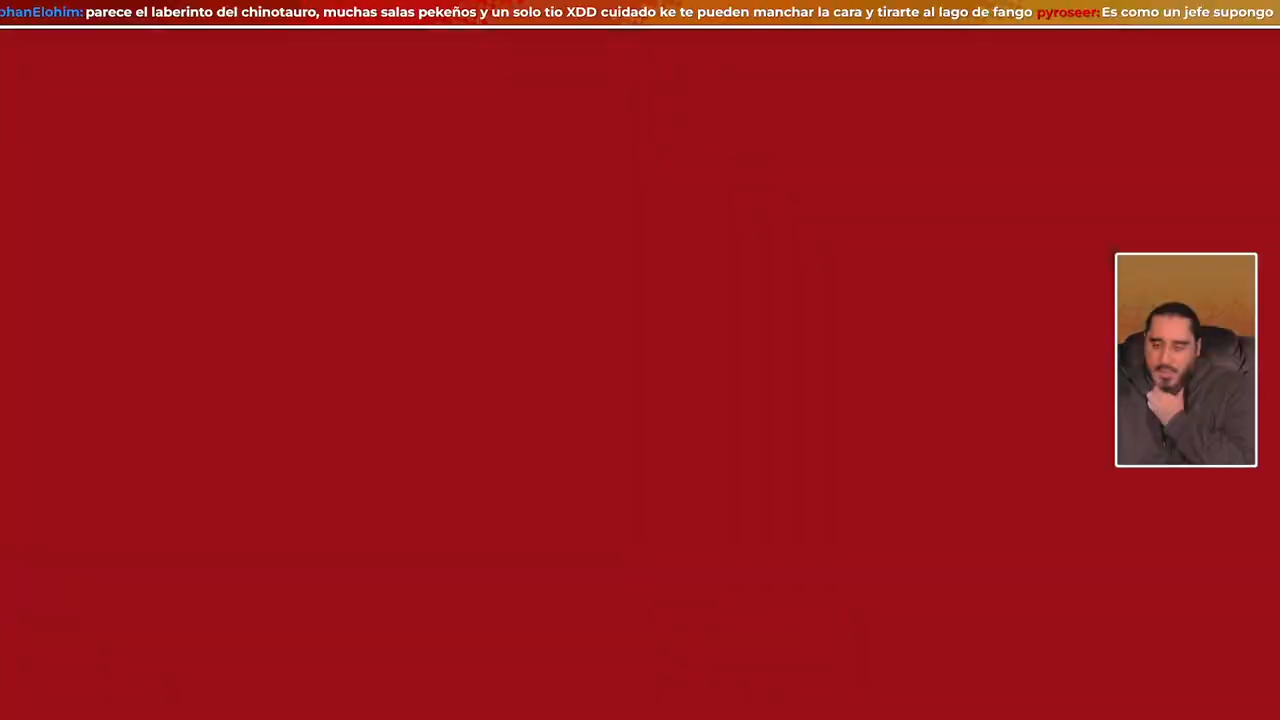 phanElohim: parece el laberinto del chinotauro, muchas salas pekeños y un solo tio XDD cuidado ke te pueden manchar la cara y tirarte al lago de fango pyroseer: Es como un jefe supongo